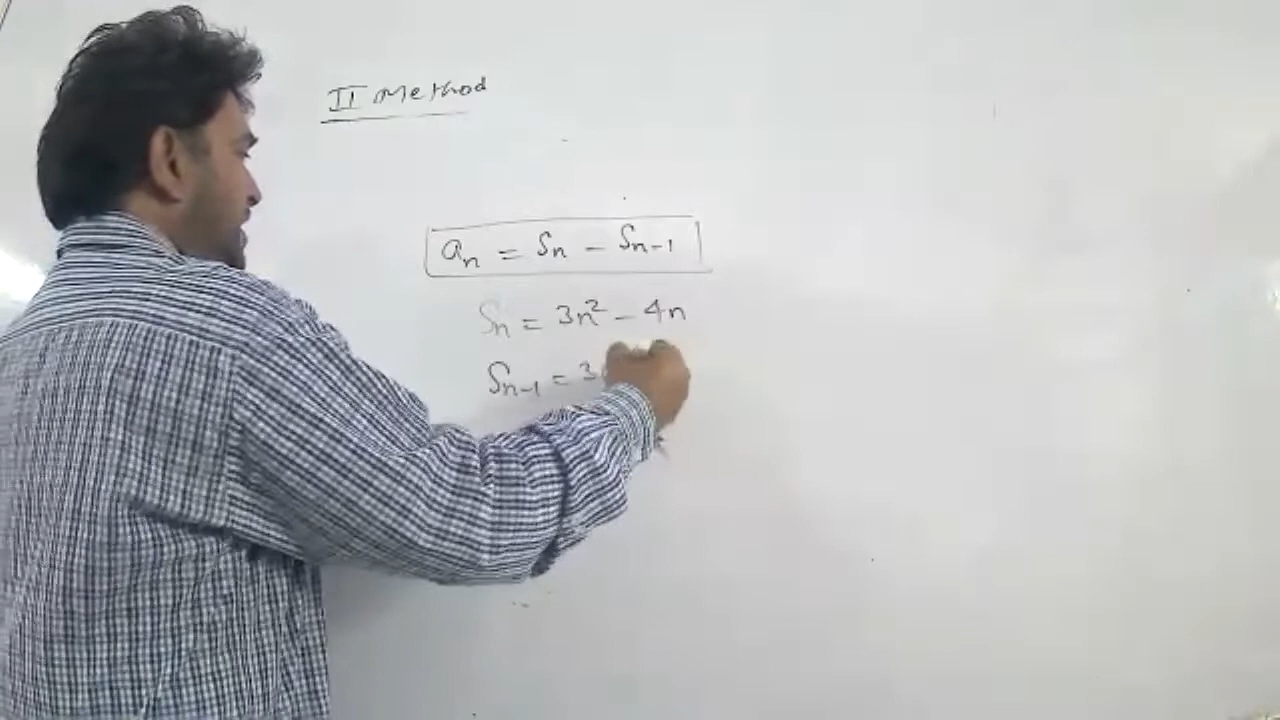 II Method
aₙ = Sₙ - Sₙ₋₁
Sₙ = 3n² - 4n
Sₙ₋₁ = 3